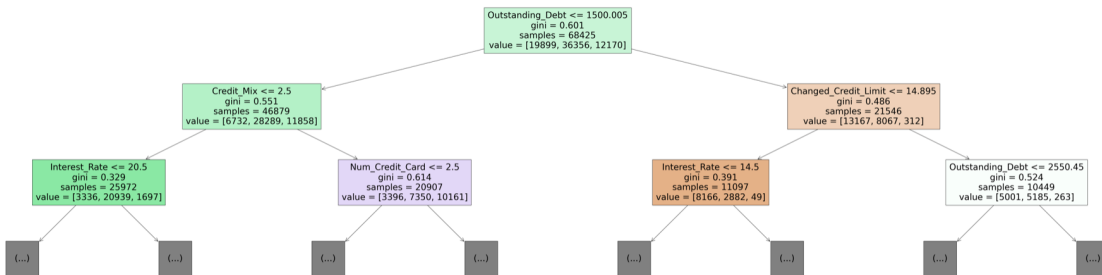 Outstanding_Debt <= 1500.005
gini = 0.601
samples = 68425
value = [19899, 36356, 12170]
Credit_Mix <= 2.5
gini = 0.551
samples = 46879
value = [6732, 28289, 11858]
Changed_Credit_Limit <= 14.895
gini = 0.486
samples = 21546
value = [13167, 8067, 312]
Interest_Rate <= 20.5
gini = 0.329
samples = 25972
value = [3336, 20939, 1697]
Num_Credit_Card <= 2.5
gini = 0.614
samples = 20907
value = [3396, 7350, 10161]
Interest_Rate <= 14.5
gini = 0.391
samples = 11097
value = [8166, 2882, 49]
Outstanding_Debt <= 2550.45
gini = 0.524
samples = 10449
value = [5001, 5185, 263]
(...)
(...)
(...)
(...)
(...)
(...)
(...)
(...)